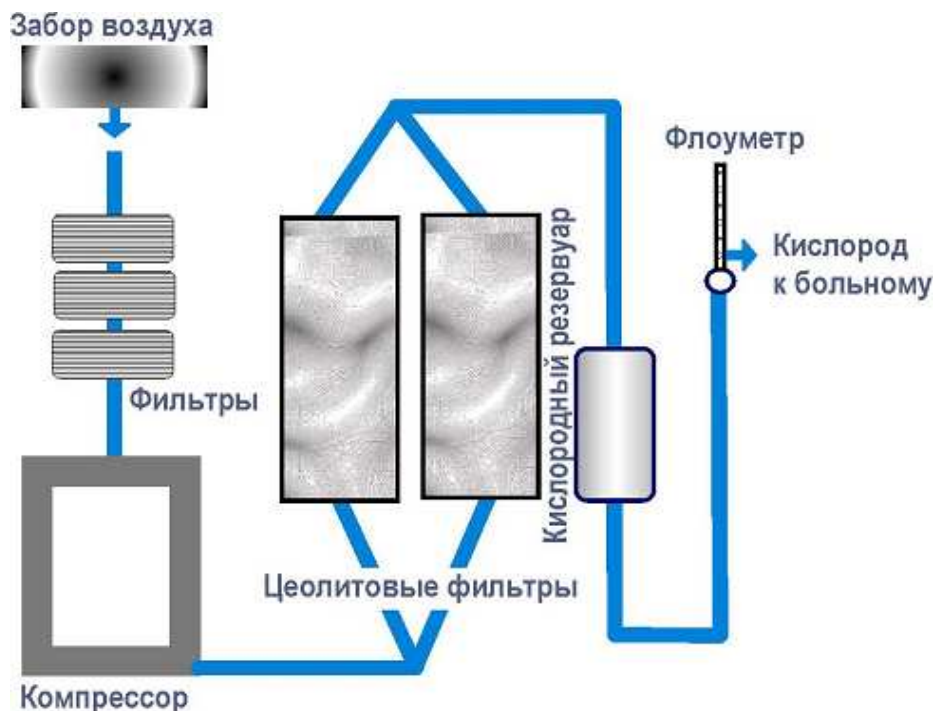 Забор воздуха
Флоуметр
Кислород
к больному
Кислородный резервуар
Фильтры
Цеолитовые фильтры
Компрессор